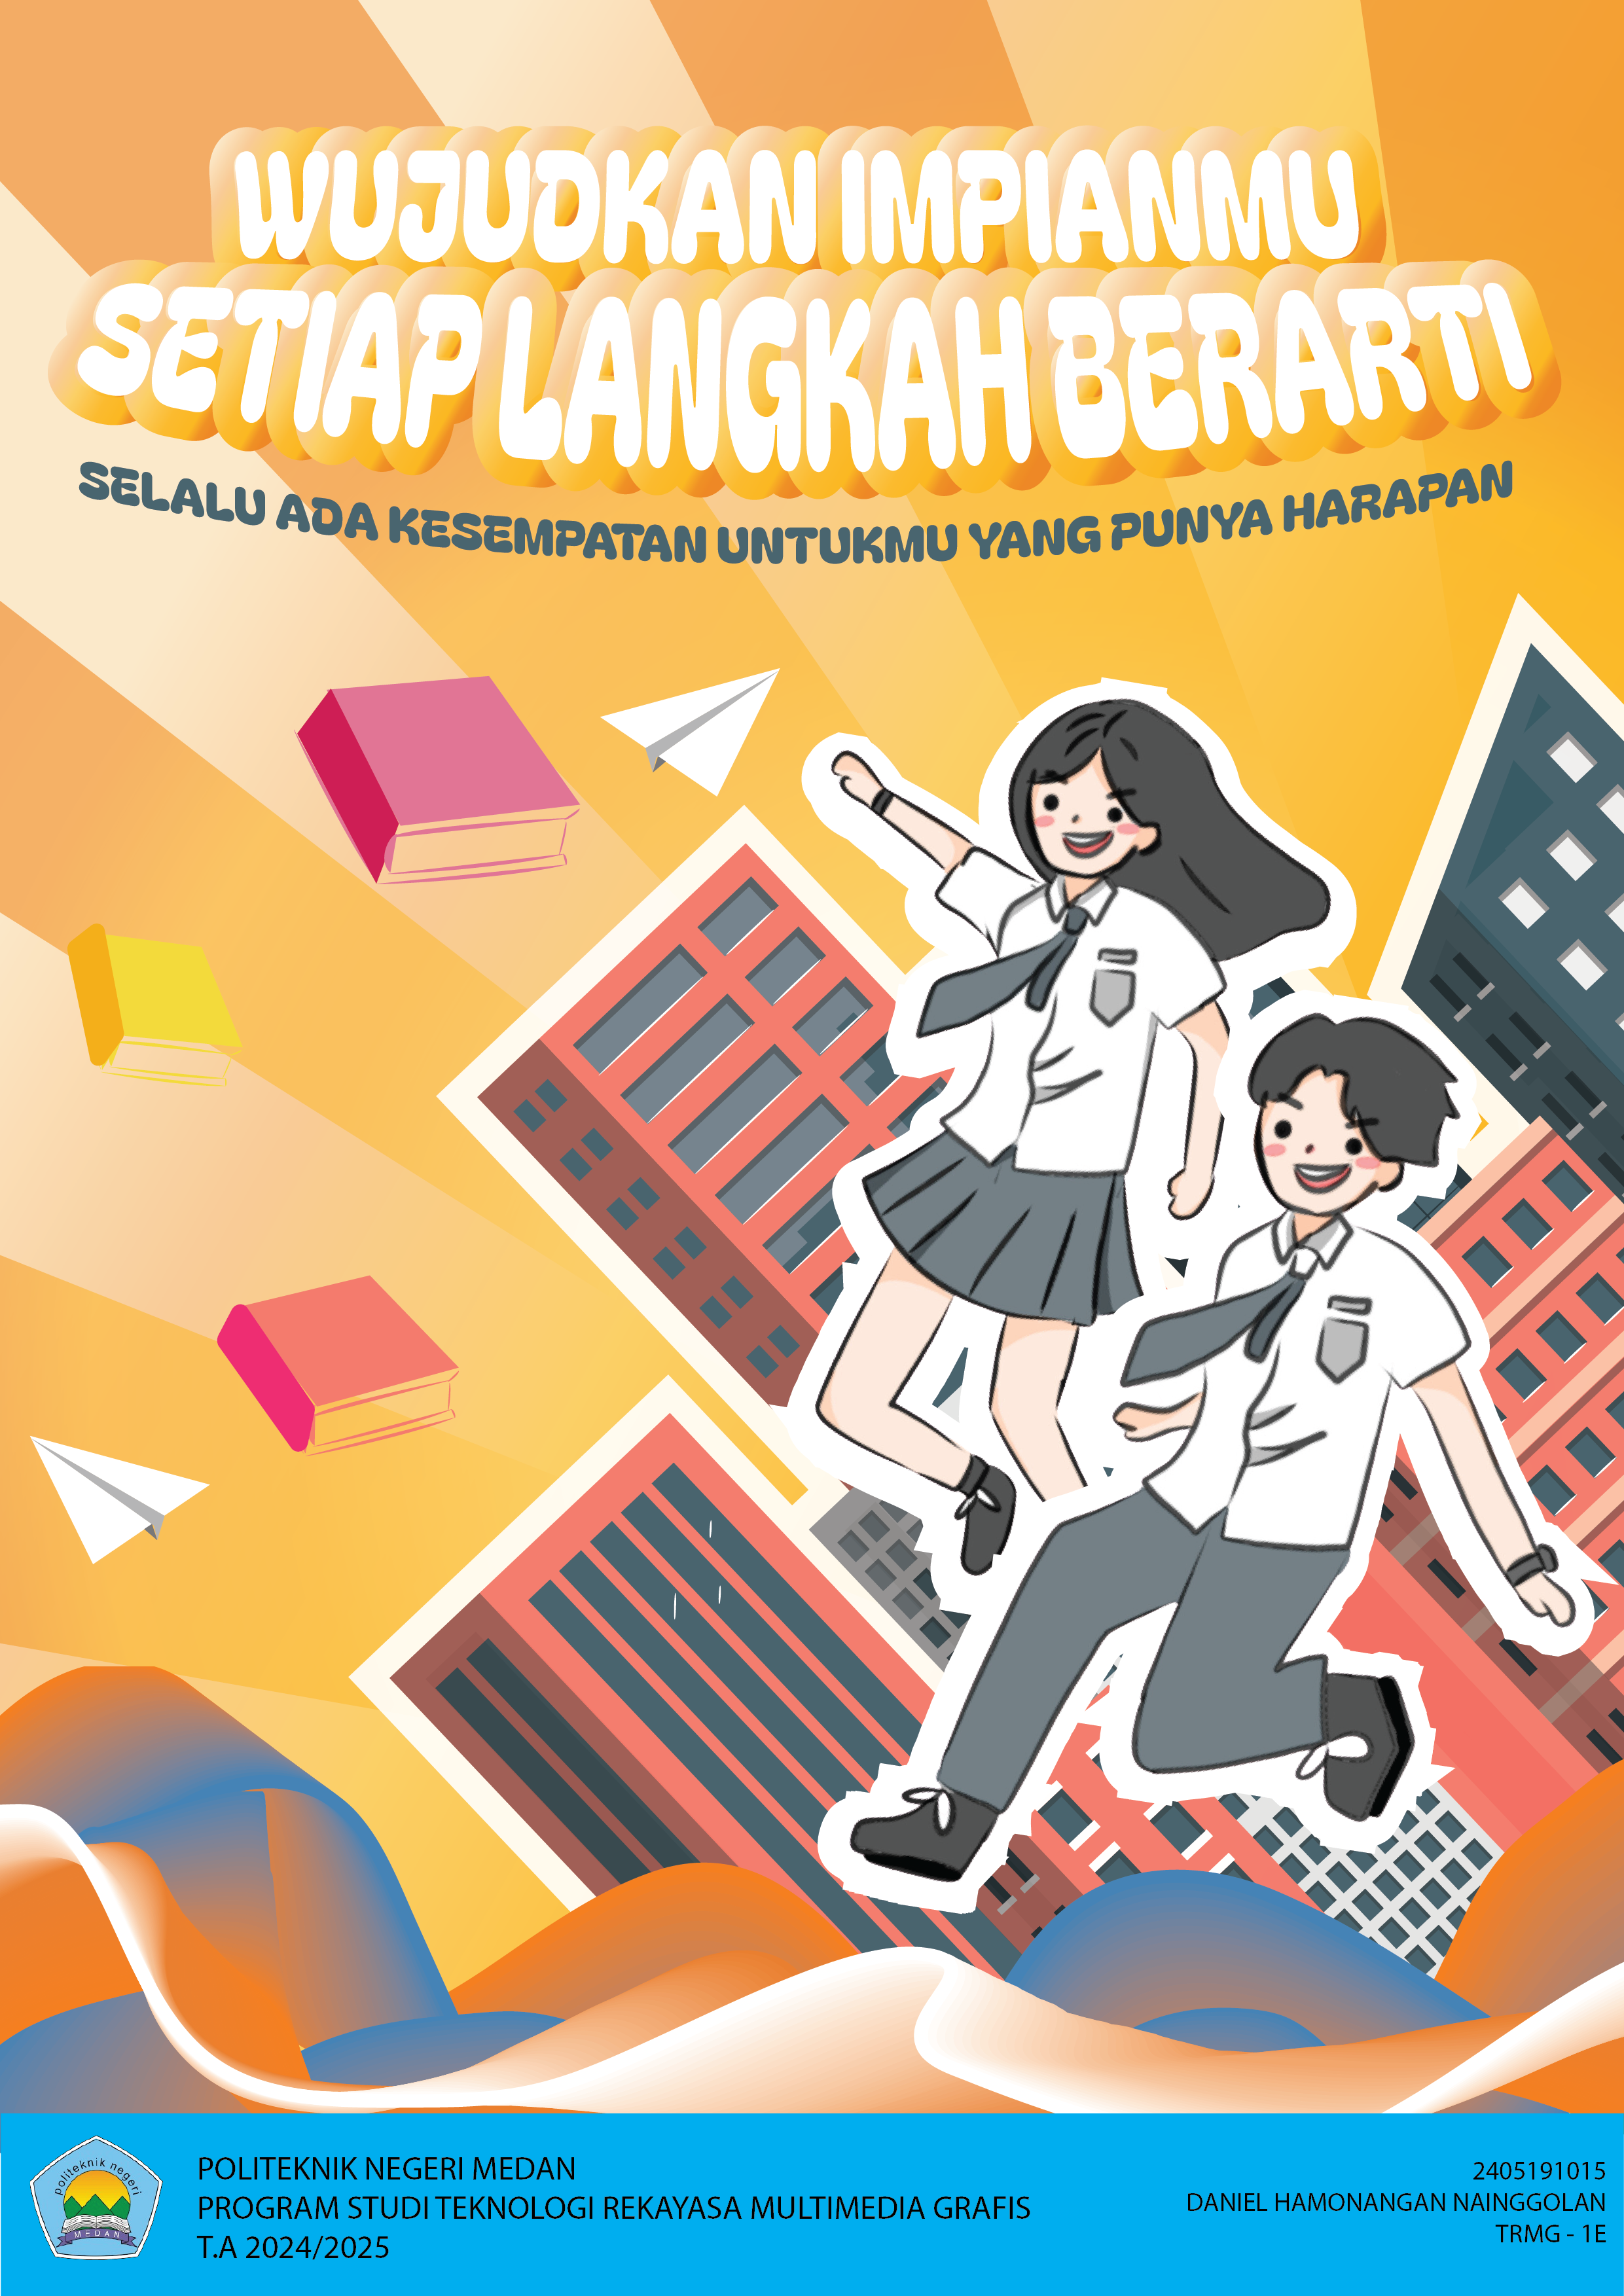 WUJUDKAN IMPIANMU
SETIAP LANGKAH BERARTI
SELALU ADA KESEMPATAN UNTUKMU YANG PUNYA HARAPAN
politeknik negeri
MEDAN
POLITEKNIK NEGERI MEDAN
PROGRAM STUDI TEKNOLOGI REKAYASA MULTIMEDIA GRAFIS
T.A 2024/2025
2405191015
DANIEL HAMONANGAN NAINGGOLAN
TRMG - 1E